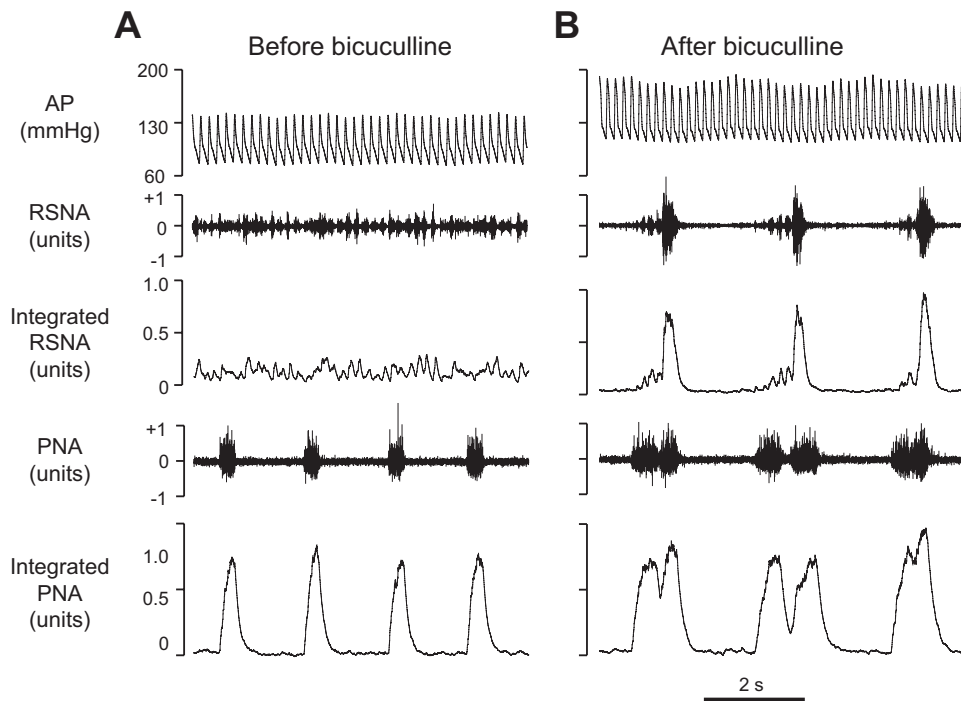 A
B
Before bicuculline
After bicuculline
AP
(mmHg)
200
130
60
RSNA
(units)
+1
0
-1
Integrated
RSNA
(units)
1.0
0.5
0
PNA
(units)
+1
0
-1
Integrated
PNA
(units)
1.0
0.5
0
2 s